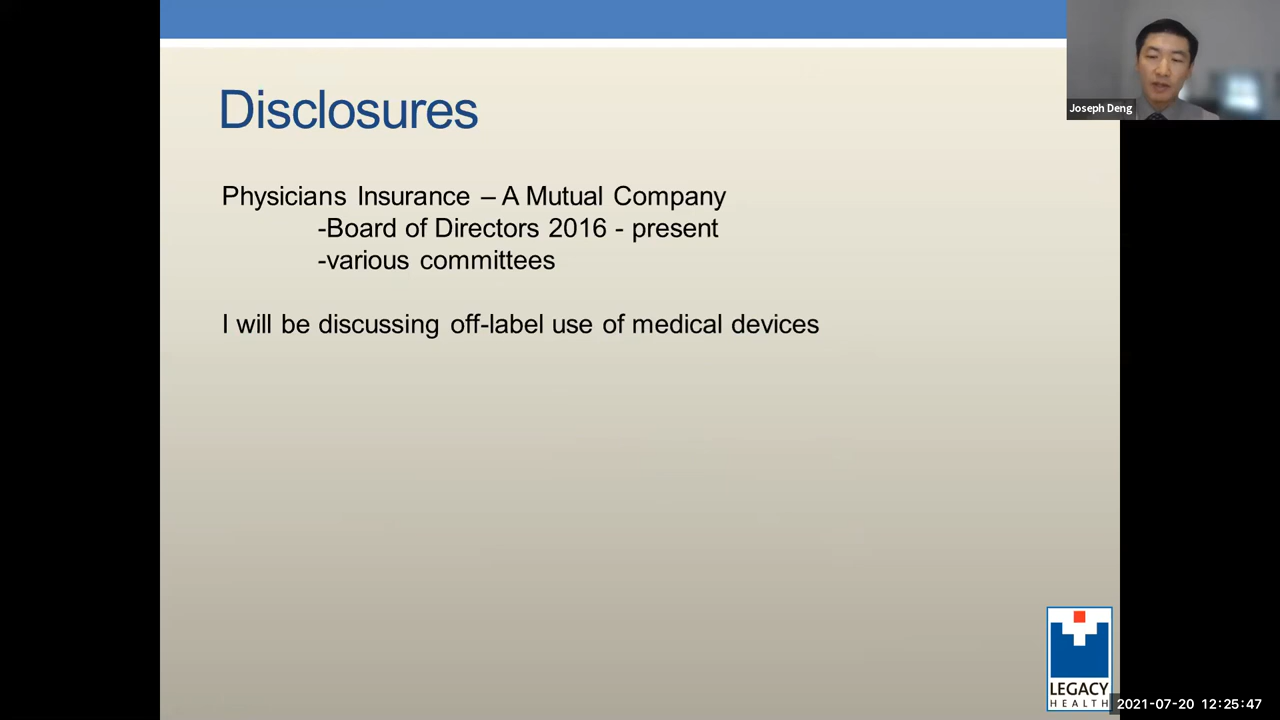 Disclosures
Joseph Deng
Physicians Insurance – A Mutual Company
-Board of Directors 2016 - present
-various committees
I will be discussing off-label use of medical devices
LEGACY
HEALTH
2021-07-20 12:25:47